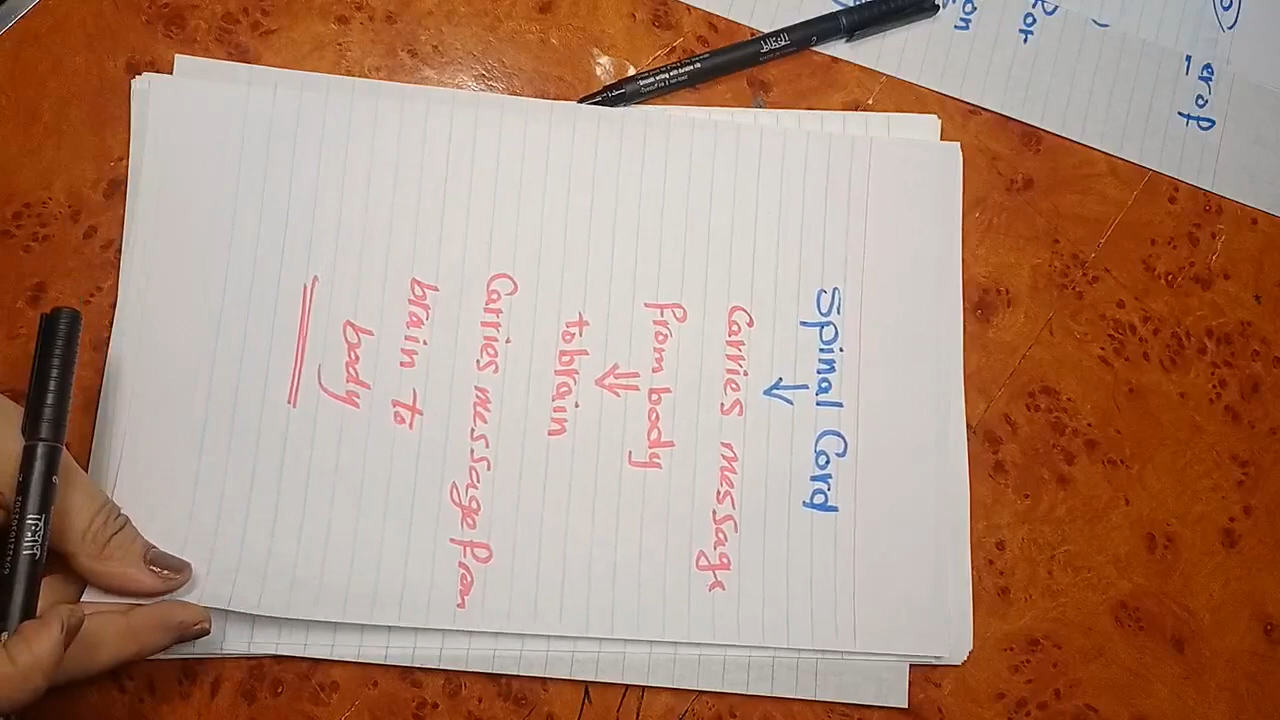 Spinal Cord
↓
Carries message
from body
⇓
to brain
Carries message from
brain to
body